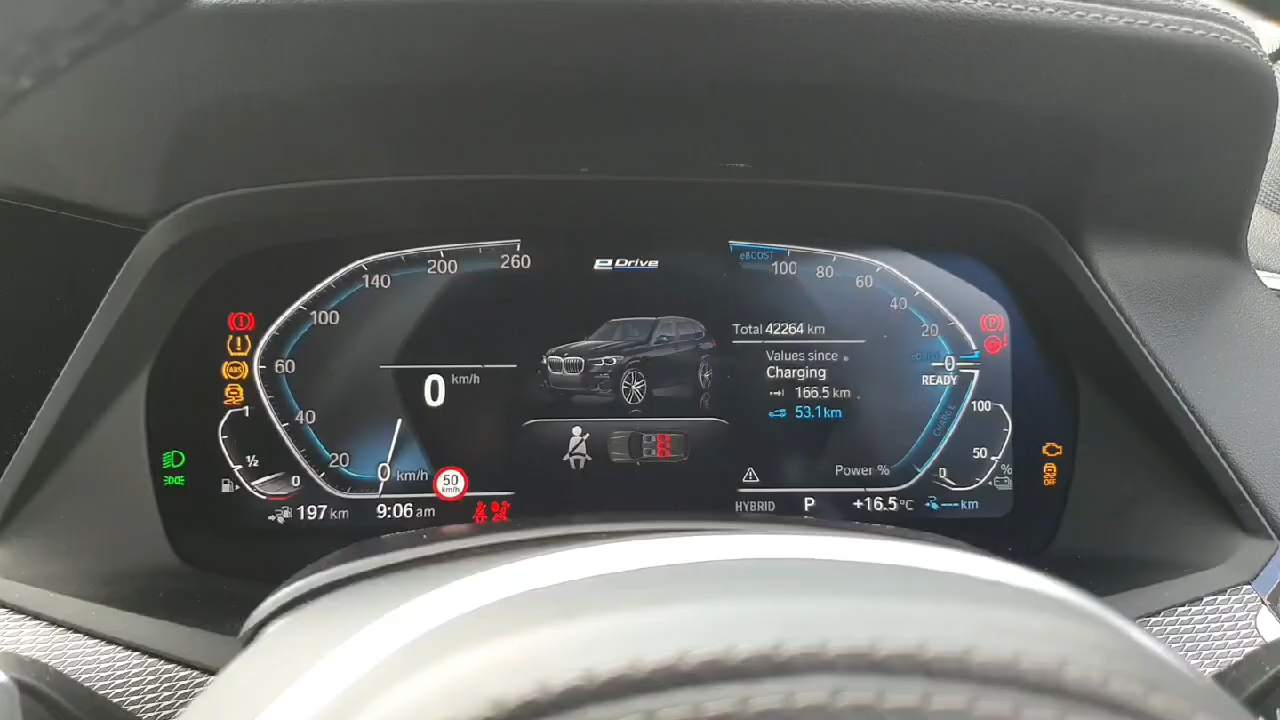 260
eDrive
200
140
100
60
40
20
0 km/h
0 km/h
eBOOST
100
80
60
40
20
0
READY
CHARGE
Total 42264 km
Values since
Charging
166.5 km
53.1 km
ABS
1
1/2
0
50
km/h
197 km
9:06 am
Power %
100
50
0
%
HYBRID
P
+16.5°C
--- km